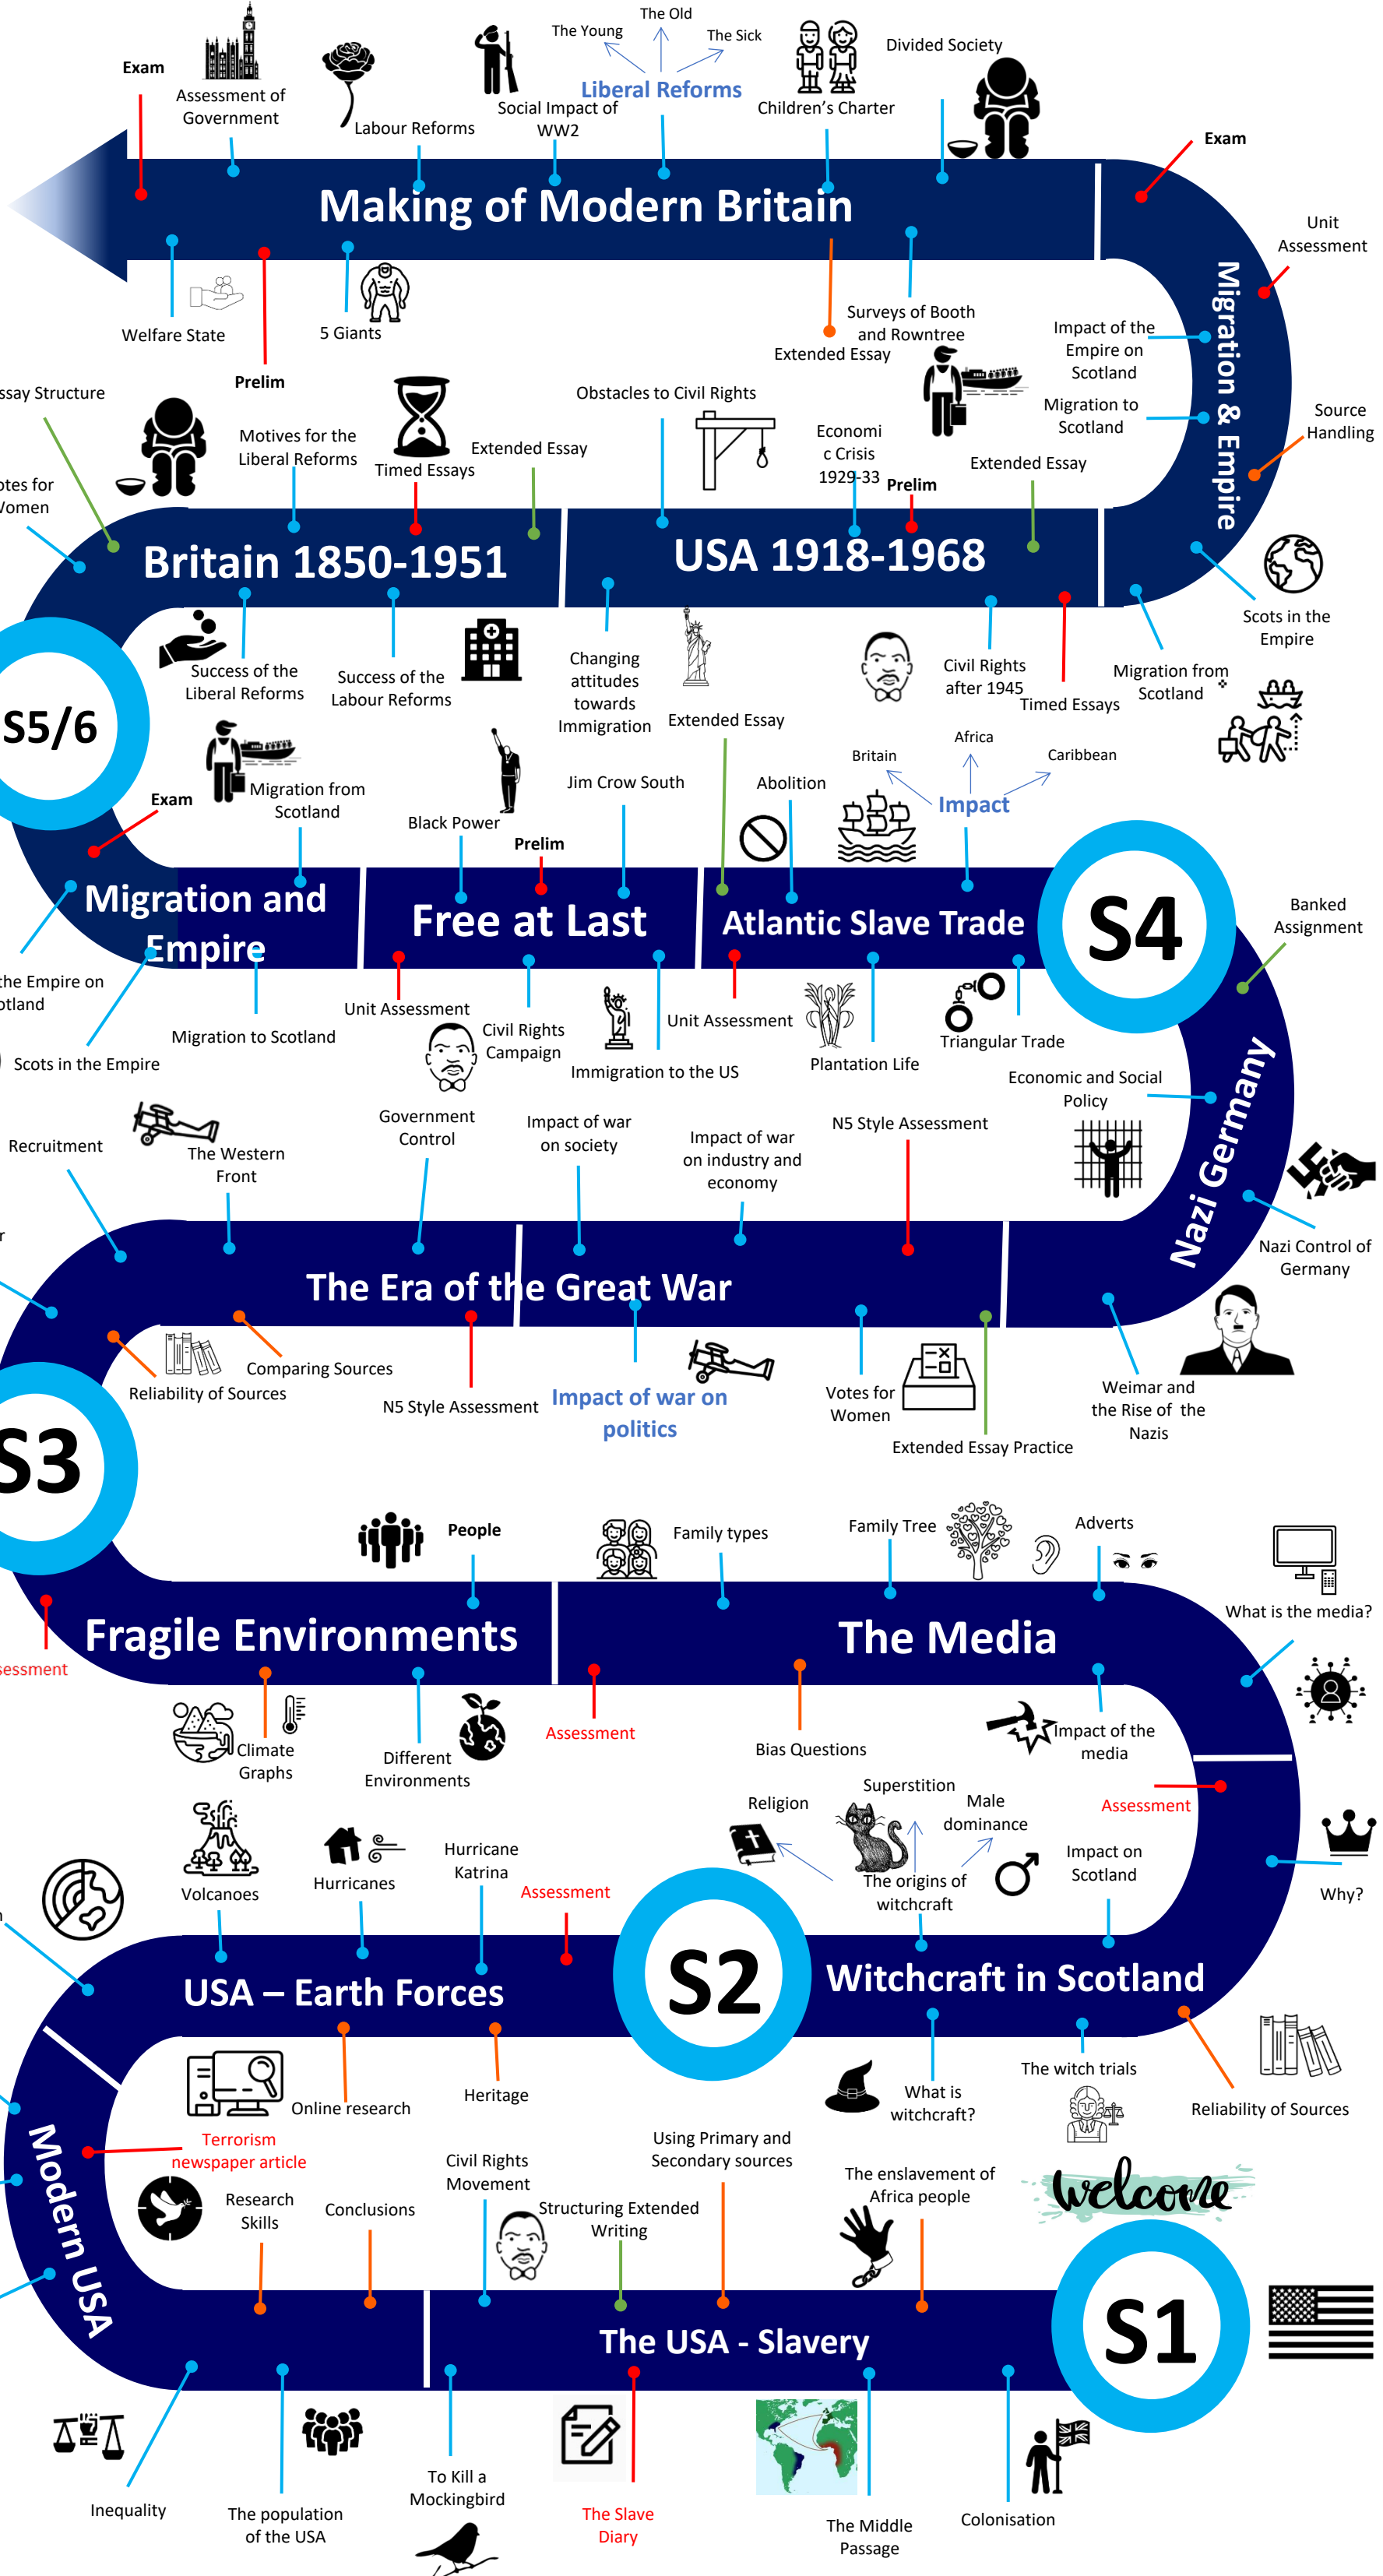 The Old
The Young
The Sick
Divided Society
Exam
Assessment of
Government
Liberal Reforms
Social Impact of
WW2
Children's Charter
Labour Reforms
Exam
Making of Modern Britain
Unit
Assessment
Migration & Empire
Welfare State
5 Giants
Surveys of Booth
and Rowntree
Extended Essay
Impact of the
Empire on
Scotland
Prelim
ssay Structure
Obstacles to Civil Rights
Migration to
Scotland
Source
Handling
Motives for the
Liberal Reforms
Timed Essays
Extended Essay
Economi
c Crisis
1929-33
Prelim
Extended Essay
otes for
Women
Britain 1850-1951
USA 1918-1968
Scots in the
Empire
Success of the
Liberal Reforms
Success of the
Labour Reforms
Changing
attitudes
towards
Immigration
Civil Rights
after 1945
Timed Essays
Migration from
Scotland
S5/6
Extended Essay
Africa
Britain
Caribbean
Migration from
Scotland
Exam
Jim Crow South
Abolition
Impact
Black Power
Prelim
Migration and
Empire
Free at Last
Atlantic Slave Trade
S4
Banked
Assignment
the Empire on
otland
Unit Assessment
Migration to Scotland
Scots in the Empire
Civil Rights
Campaign
Unit Assessment
Immigration to the US
Plantation Life
Triangular Trade
Nazi Germany
Economic and Social
Policy
Recruitment
The Western
Front
Government
Control
Impact of war
on society
Impact of war
on industry and
economy
N5 Style Assessment
r
Nazi Control of
Germany
The Era of the Great War
Comparing Sources
Reliability of Sources
N5 Style Assessment
Impact of war on
politics
Votes for
Women
Extended Essay Practice
Weimar and
the Rise of the
Nazis
S3
People
Family types
Family Tree
Adverts
What is the media?
Fragile Environments
The Media
sessment
Climate
Graphs
Different
Environments
Assessment
Bias Questions
Impact of the
media
Superstition
Religion
Male
dominance
Assessment
Volcanoes
Hurricanes
Hurricane
Katrina
Assessment
The origins of
witchcraft
Impact on
Scotland
Why?
n
USA – Earth Forces
S2
Witchcraft in Scotland
Online research
Heritage
What is
witchcraft?
The witch trials
Reliability of Sources
Terrorism
newspaper article
Modern USA
Research
Skills
Conclusions
Civil Rights
Movement
Structuring Extended
Writing
Using Primary and
Secondary sources
The enslavement of
Africa people
welcome
The USA - Slavery
S1
Inequality
The population
of the USA
To Kill a
Mockingbird
The Slave
Diary
The Middle
Passage
Colonisation